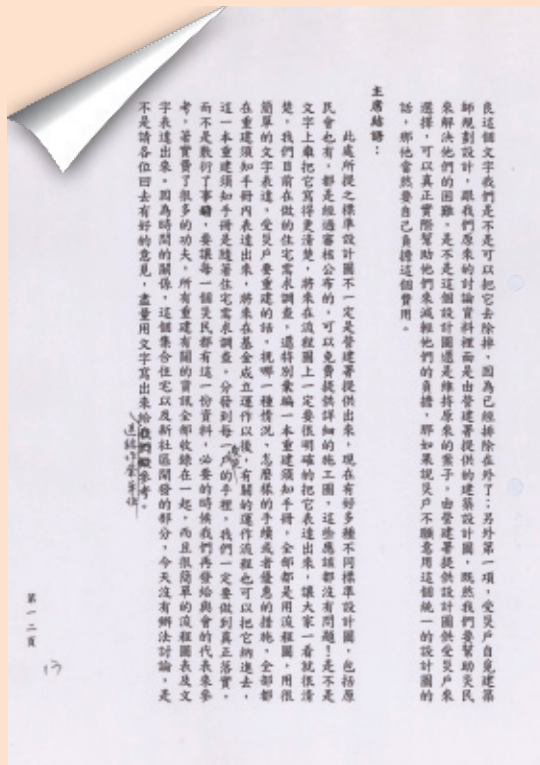 良這個文字我們是不是可以把它去除掉，因為已經排除在外了；另外第一項，受災戶自覓建築
師規劃設計，跟我們原來的討論資料裡面是由營建署提供的建築設計圖，既然我們要幫助災民
來解決他們的困難，是不是這個設計圖還是維持原來的案子，由營建署提供設計圖供受災戶來
選擇，可以真正實際幫助他們來減輕他們的負擔，那如果說災戶不願意用這個統一的設計圖的
話，那他當然要自己負擔這個費用。
主席結語：
此處所提之標準設計圖不一定是營建署提供出來，現在有好多種不同標準設計圖，包括原
民會也有，都是經過審核公布的，可以免費提供詳細的施工圖，這些應該都沒有問題！是不是
文字上雖把它寫得更清楚，將來在流程圖上一定要很明確的把它表達出來，讓大家一看就很清
楚，我們目前在做的住宅需求調查，還特別彙編一本重建須知手冊，全部都是用流程圖，用很
簡單的文字表達，受災戶要重建的話，視哪一種情況，怎麼樣的手續或者優惠的措施，全部都
在重建須知手冊內表達出來，將來在基金成立運作以後，有關的運作流程也可以把它納進去，
這一本重建須知手冊是隨著住宅需求調查，分發到每一戶的手裡，我們一定要做到真正落實，
而不是敷衍了事，要讓每一個災民都有這一份資料，必要的時候我們再發給與會的代表來參
考，著實費了很多的功夫，所有重建有關的資訊全部收錄在一起，而且很簡單的流程圖表及文
字表達出來。因為時間的關係，這個集合住宅以及新社區開發的部分，今天沒有辦法討論，是
不是請各位回去有好的意見，盡量用文字寫出來給我們做參考。
第一二頁
13